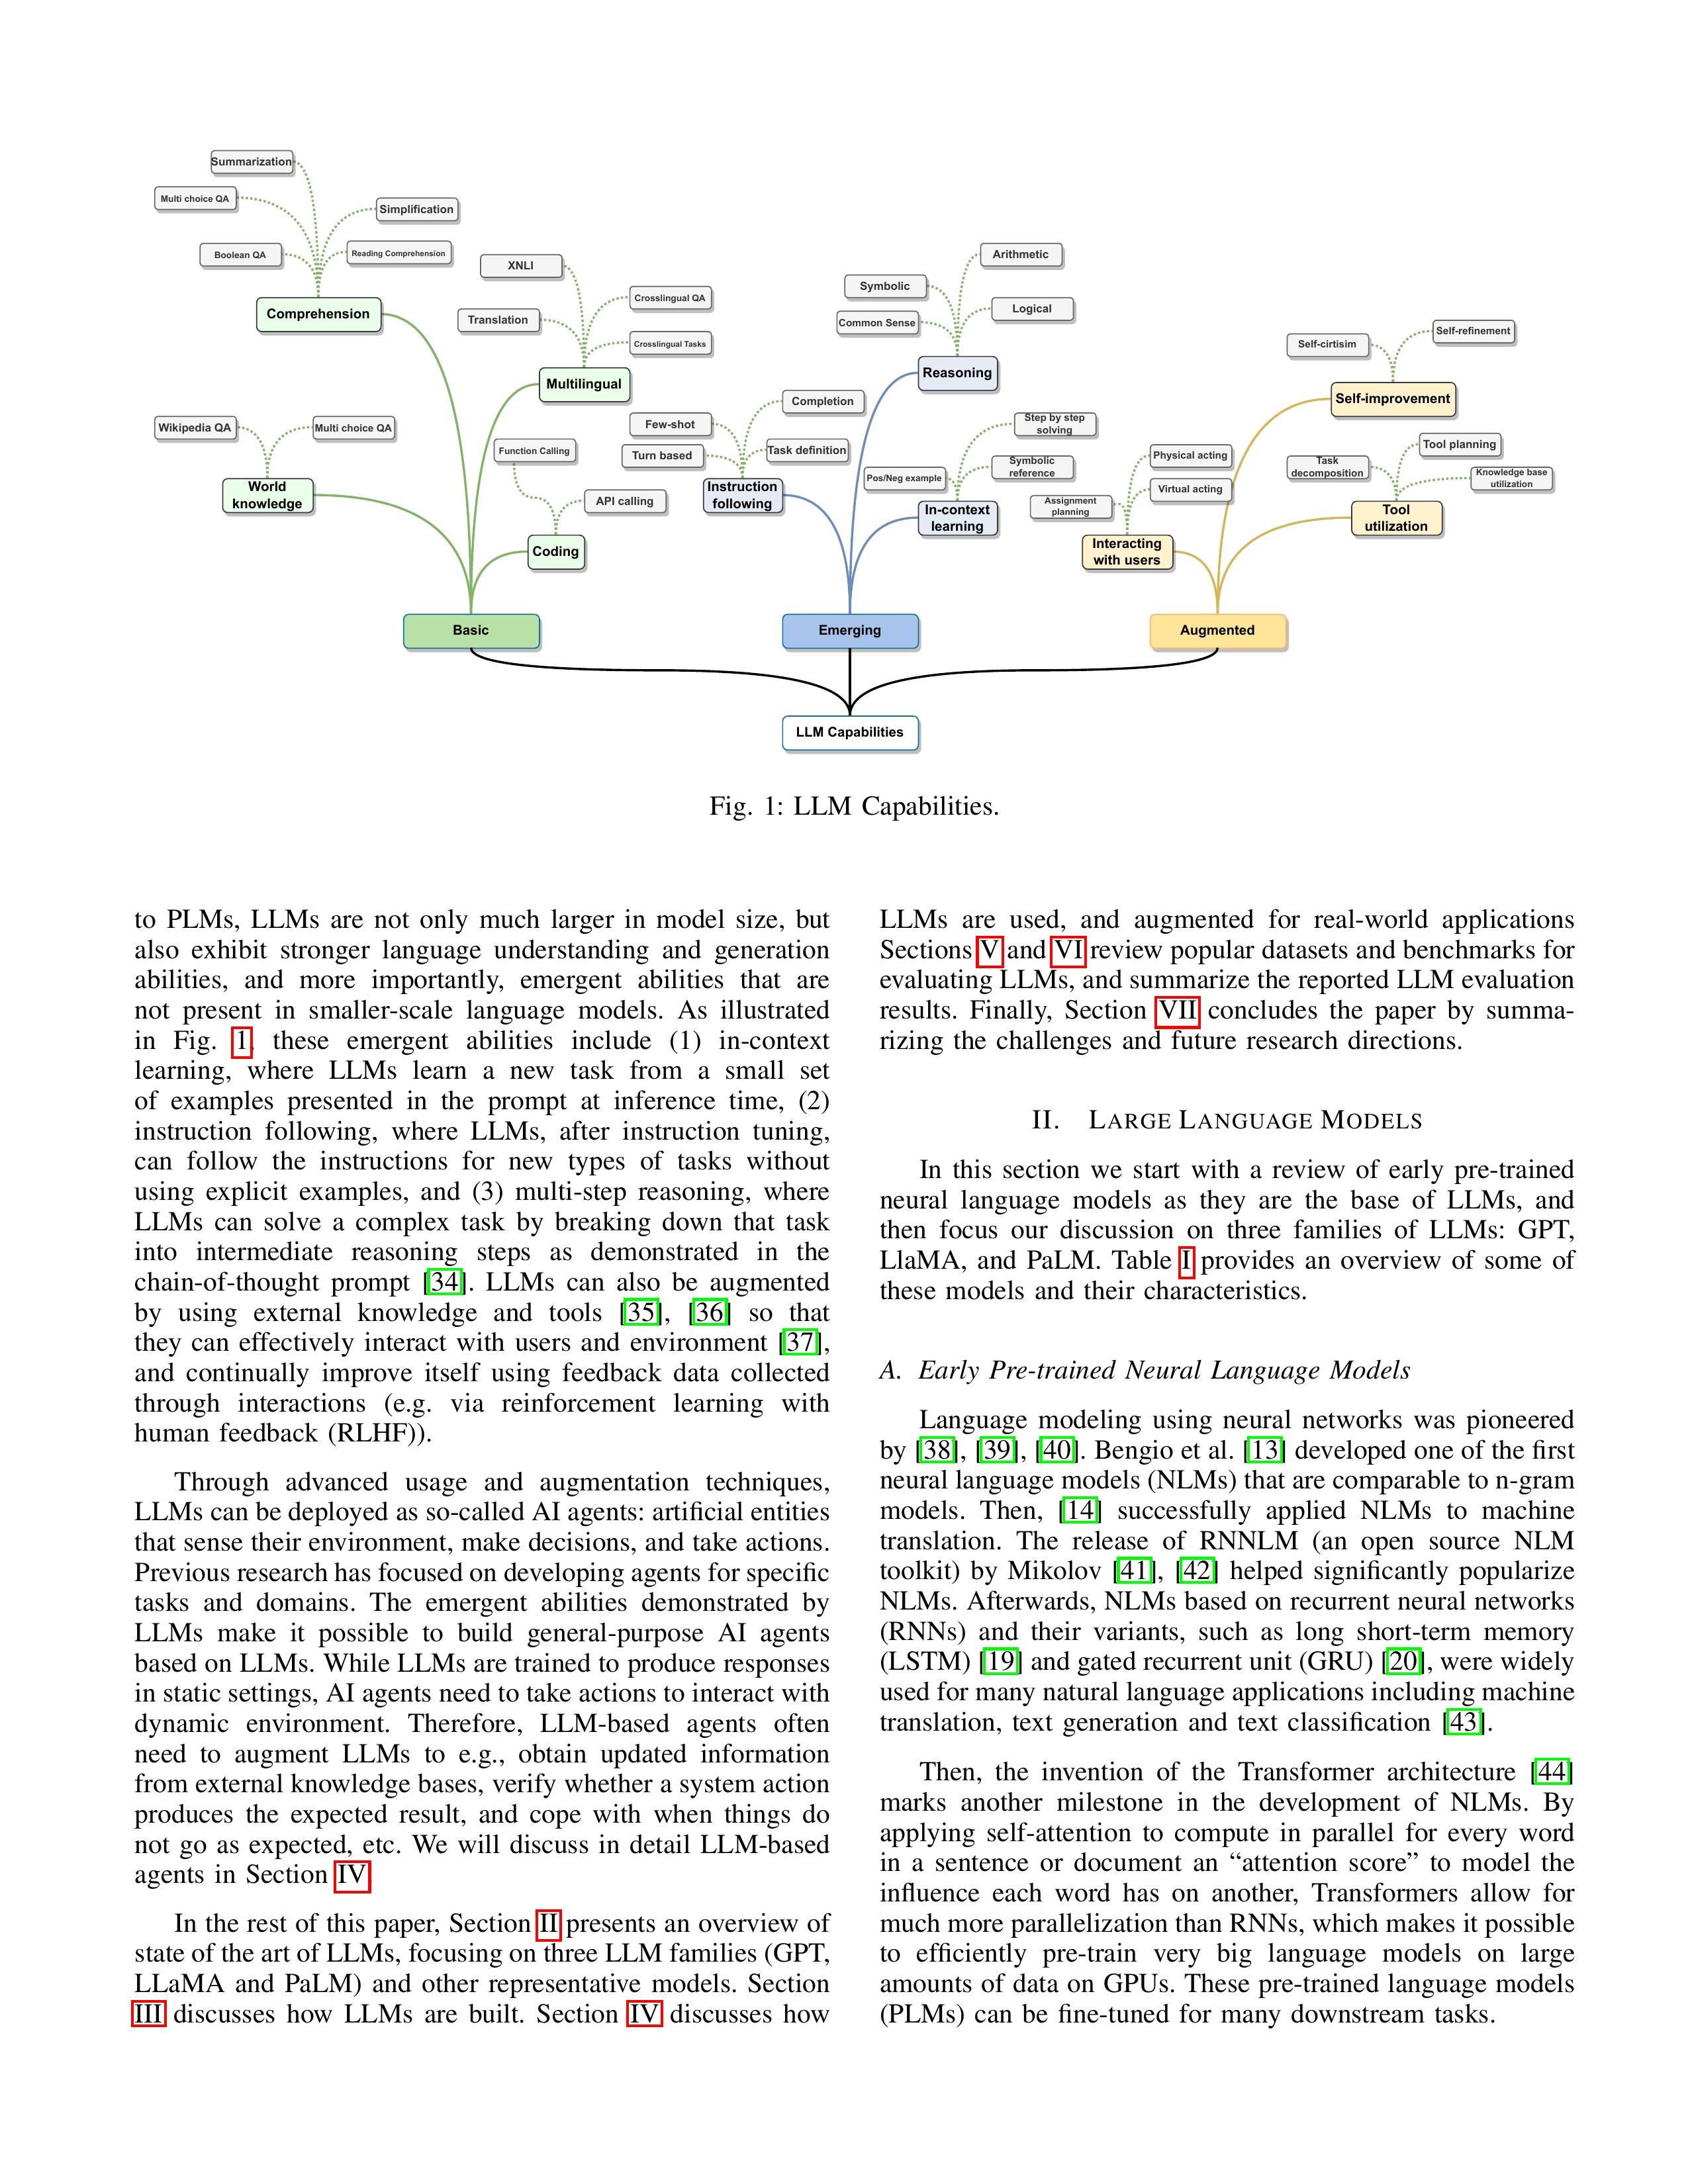 Summarization
Multi choice QA
Simplification
Boolean QA
Reading Comprehension
Comprehension
Wikipedia QA
Multi choice QA
World
knowledge
XNLI
Crosslingual QA
Translation
Crosslingual Tasks
Multilingual
Function Calling
API calling
Coding
Completion
Few-shot
Turn based
Task definition
Instruction
following
Arithmetic
Symbolic
Logical
Common Sense
Reasoning
Step by step
solving
Symbolic
reference
Pos/Neg example
In-context
learning
Physical acting
Virtual acting
Assignment
planning
Interacting
with users
Self-cirtisim
Self-refinement
Self-improvement
Tool planning
Task
decomposition
Knowledge base
utilization
Tool
utilization
Basic
Emerging
Augmented
LLM Capabilities
Fig. 1: LLM Capabilities.
to PLMs, LLMs are not only much larger in model size, but
also exhibit stronger language understanding and generation
abilities, and more importantly, emergent abilities that are
not present in smaller-scale language models. As illustrated
in Fig. 1, these emergent abilities include (1) in-context
learning, where LLMs learn a new task from a small set
of examples presented in the prompt at inference time, (2)
instruction following, where LLMs, after instruction tuning,
can follow the instructions for new types of tasks without
using explicit examples, and (3) multi-step reasoning, where
LLMs can solve a complex task by breaking down that task
into intermediate reasoning steps as demonstrated in the
chain-of-thought prompt [34]. LLMs can also be augmented
by using external knowledge and tools [35], [36] so that
they can effectively interact with users and environment [37],
and continually improve itself using feedback data collected
through interactions (e.g. via reinforcement learning with
human feedback (RLHF)).
Through advanced usage and augmentation techniques,
LLMs can be deployed as so-called AI agents: artificial entities
that sense their environment, make decisions, and take actions.
Previous research has focused on developing agents for specific
tasks and domains. The emergent abilities demonstrated by
LLMs make it possible to build general-purpose AI agents
based on LLMs. While LLMs are trained to produce responses
in static settings, AI agents need to take actions to interact with
dynamic environment. Therefore, LLM-based agents often
need to augment LLMs to e.g., obtain updated information
from external knowledge bases, verify whether a system action
produces the expected result, and cope with when things do
not go as expected, etc. We will discuss in detail LLM-based
agents in Section IV.
In the rest of this paper, Section II presents an overview of
state of the art of LLMs, focusing on three LLM families (GPT,
LLaMA and PaLM) and other representative models. Section
III discusses how LLMs are built. Section IV discusses how
LLMs are used, and augmented for real-world applications
Sections V and VI review popular datasets and benchmarks for
evaluating LLMs, and summarize the reported LLM evaluation
results. Finally, Section VII concludes the paper by summa-
rizing the challenges and future research directions.
II. LARGE LANGUAGE MODELS
In this section we start with a review of early pre-trained
neural language models as they are the base of LLMs, and
then focus our discussion on three families of LLMs: GPT,
LlaMA, and PaLM. Table I provides an overview of some of
these models and their characteristics.
A. Early Pre-trained Neural Language Models
Language modeling using neural networks was pioneered
by [38], [39], [40]. Bengio et al. [13] developed one of the first
neural language models (NLMs) that are comparable to n-gram
models. Then, [14] successfully applied NLMs to machine
translation. The release of RNNLM (an open source NLM
toolkit) by Mikolov [41], [42] helped significantly popularize
NLMs. Afterwards, NLMs based on recurrent neural networks
(RNNs) and their variants, such as long short-term memory
(LSTM) [19] and gated recurrent unit (GRU) [20], were widely
used for many natural language applications including machine
translation, text generation and text classification [43].
Then, the invention of the Transformer architecture [44]
marks another milestone in the development of NLMs. By
applying self-attention to compute in parallel for every word
in a sentence or document an “attention score” to model the
influence each word has on another, Transformers allow for
much more parallelization than RNNs, which makes it possible
to efficiently pre-train very big language models on large
amounts of data on GPUs. These pre-trained language models
(PLMs) can be fine-tuned for many downstream tasks.